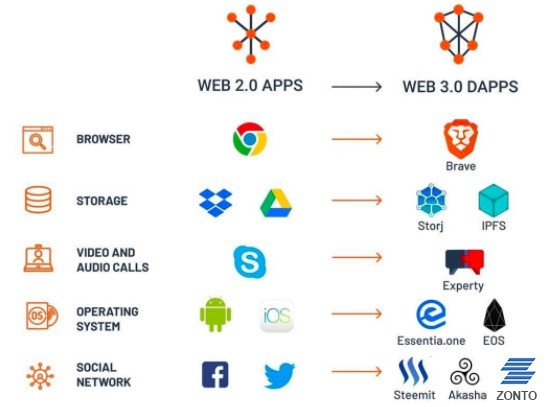 WEB 2.0 APPS
WEB 3.0 DAPPS
BROWSER
Brave
STORAGE
Storj
IPFS
VIDEO AND
AUDIO CALLS
Experty
OS
OPERATING
SYSTEM
iOS
Essentia.one
EOS
SOCIAL
NETWORK
Steemit
Akasha
ZONTO